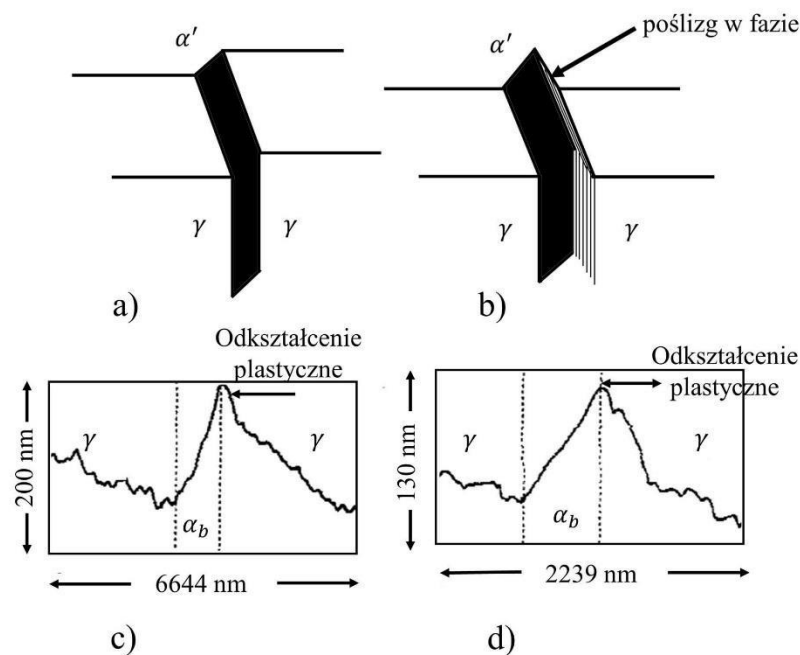 α′
γ
γ
a)
α′
poślizg w fazie
γ
γ
b)
200 nm
γ
α_b
Odkształcenie
plastyczne
γ
6644 nm
c)
130 nm
γ
α_b
Odkształcenie
plastyczne
γ
2239 nm
d)